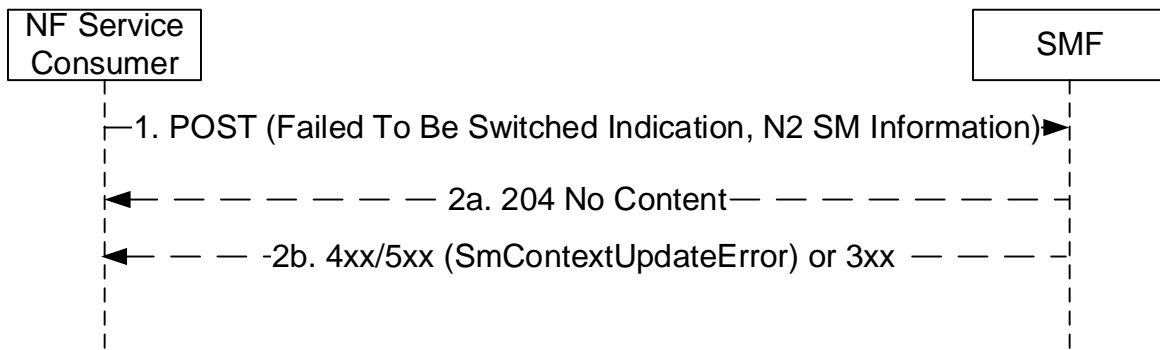 NF Service
Consumer
SMF
1. POST (Failed To Be Switched Indication, N2 SM Information)
2a. 204 No Content
2b. 4xx/5xx (SmContextUpdateError) or 3xx